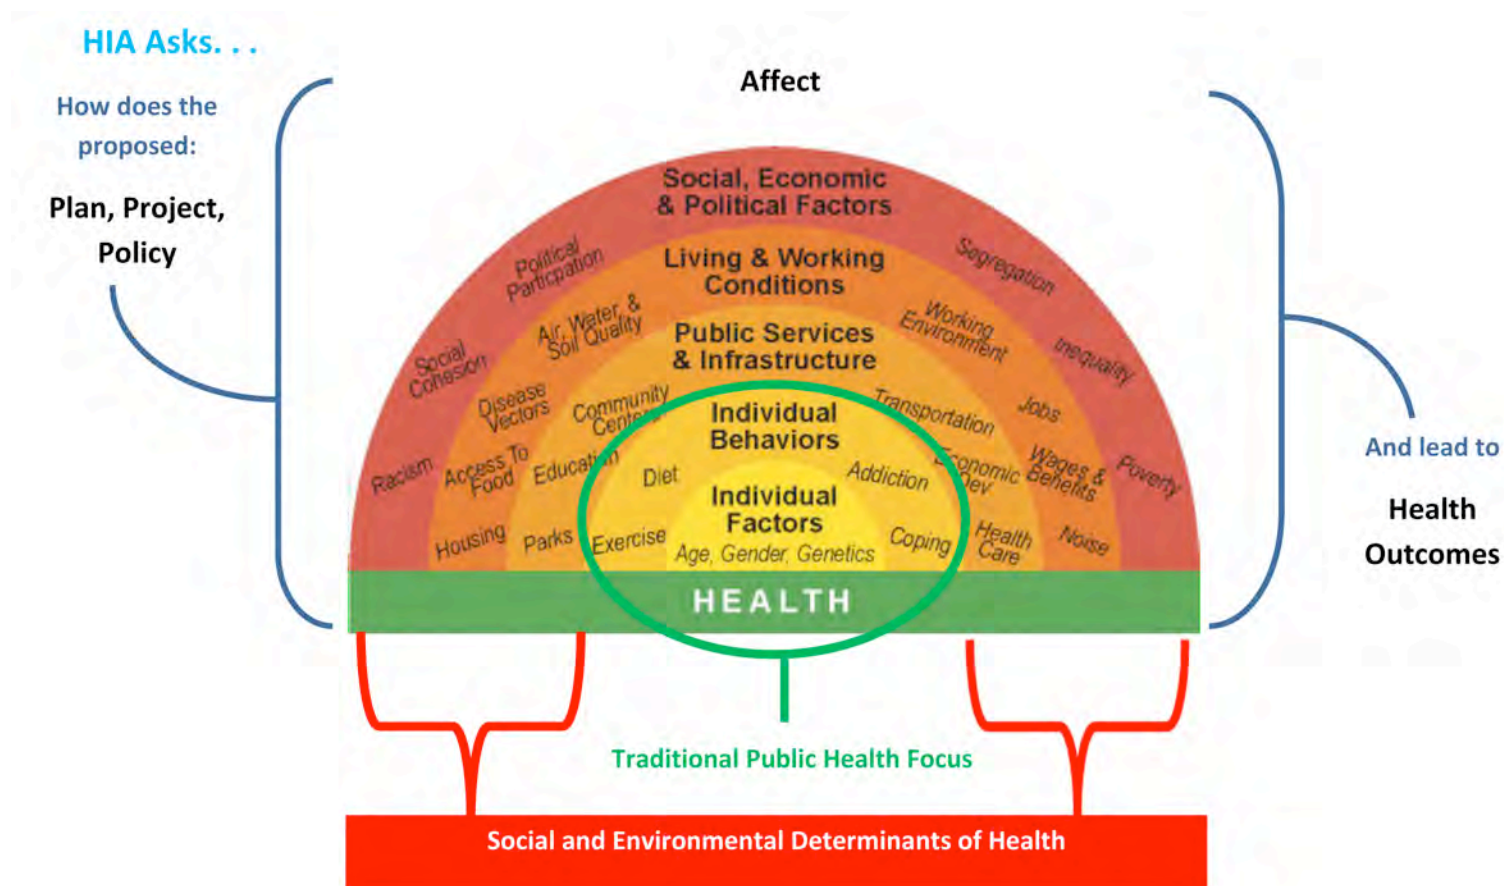 HIA Asks. . .
How does the
proposed:
Plan, Project,
Policy
Affect
Social, Economic
& Political Factors
Political
Particpation
Segregation
Social
Cohesion
Inequality
Racism
Poverty
Living & Working
Conditions
Air, Water, &
Soil Quality
Working
Environment
Disease
Vectors
Jobs
Access To
Food
Wages &
Benefits
Housing
Noise
Public Services
& Infrastructure
Community
Centers
Transportation
Education
Economic
Dev
Parks
Health
Care
Individual
Behaviors
Diet
Addiction
Exercise
Coping
Individual
Factors
Age, Gender, Genetics
HEALTH
And lead to
Health
Outcomes
Traditional Public Health Focus
Social and Environmental Determinants of Health